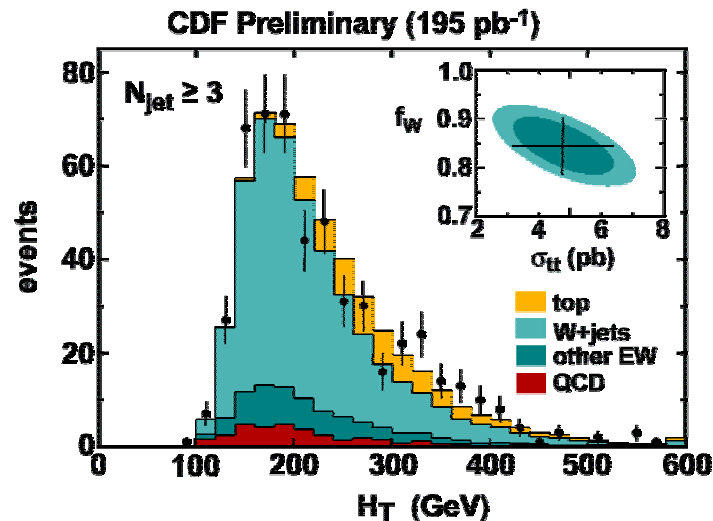 CDF Preliminary (195 pb⁻¹)
N_jet ≥ 3
events
80
60
40
20
0
0 100 200 300 400 500 600
H_T (GeV)
f_W
1.0
0.9
0.8
0.7
2 4 6 8
σ_tt (pb)
top
W+jets
other EW
QCD